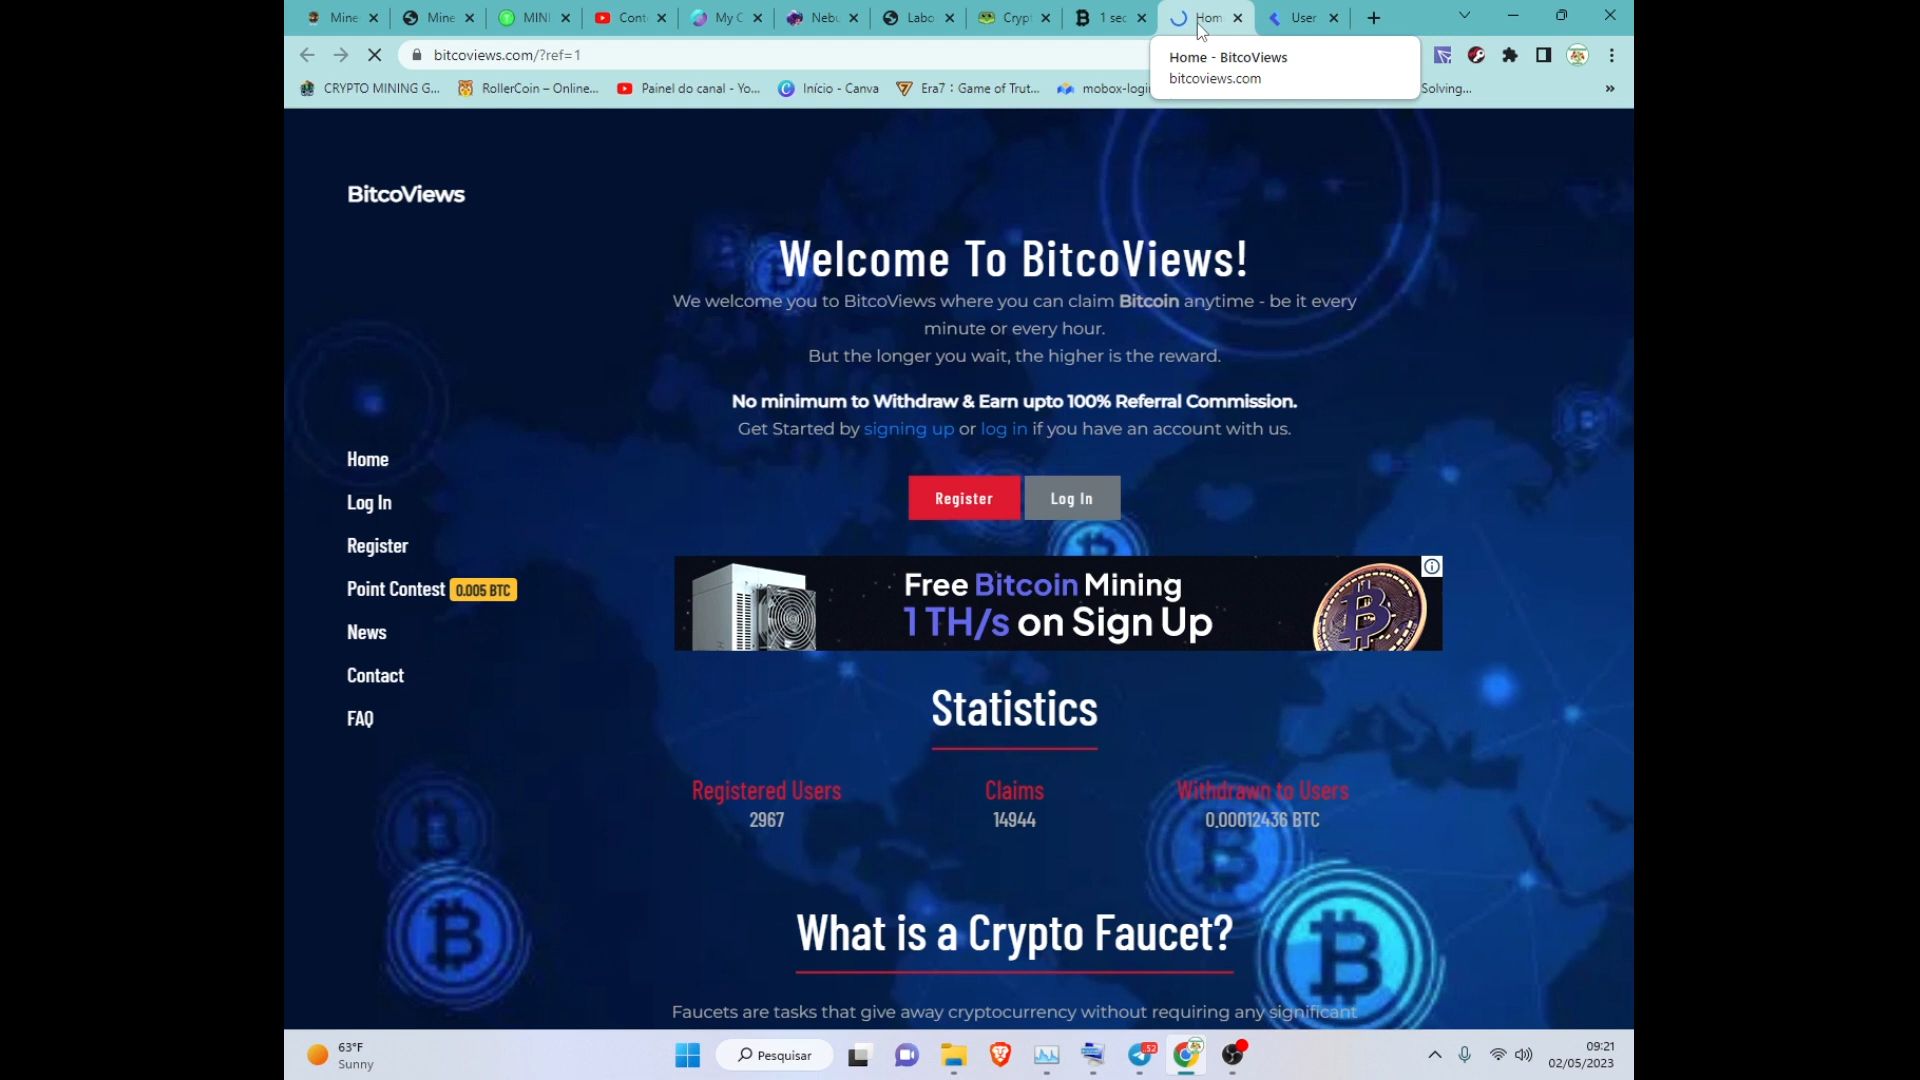 Mine
Mine
MINI
Cont
My C
Nebu
Labo
Cryp
1 sec
Hom
User
bitcoviews.com/?ref=1
Home - BitcoViews
bitcoviews.com
CRYPTO MINING G...
RollerCoin – Online...
Painel do canal - Yo...
Início - Canva
Era7 : Game of Trut...
mobox-logi
Solving...
»
BitcoViews
Welcome To BitcoViews!
We welcome you to BitcoViews where you can claim Bitcoin anytime - be it every
minute or every hour.
But the longer you wait, the higher is the reward.
No minimum to Withdraw & Earn upto 100% Referral Commission.
Get Started by signing up or log in if you have an account with us.
Register
Log In
Home
Log In
Register
Point Contest 0.005 BTC
News
Contact
FAQ
Free Bitcoin Mining
1 TH/s on Sign Up
Statistics
Registered Users
2967
Claims
14944
Withdrawn to Users
0.00012436 BTC
What is a Crypto Faucet?
Faucets are tasks that give away cryptocurrency without requiring any significant
63°F
Sunny
Pesquisar
52
09:21
02/05/2023